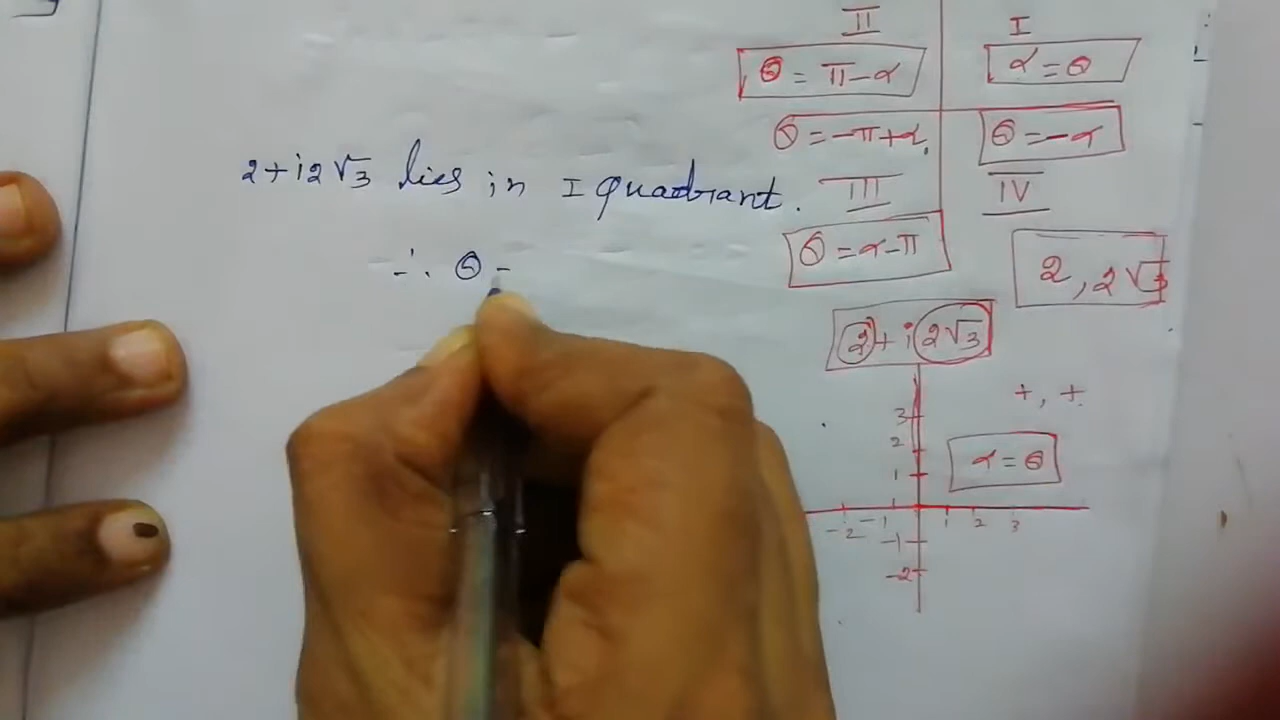 II
I
θ = π-α
α = θ
θ = -π+α
θ = -α
2+i2√3 lies in I quadrant.
III
IV
∴ θ -
θ = α-π
2, 2√3
2 + i 2√3
+, +
3
2
1
α = θ
-2 -1 1 2 3
-1
-2